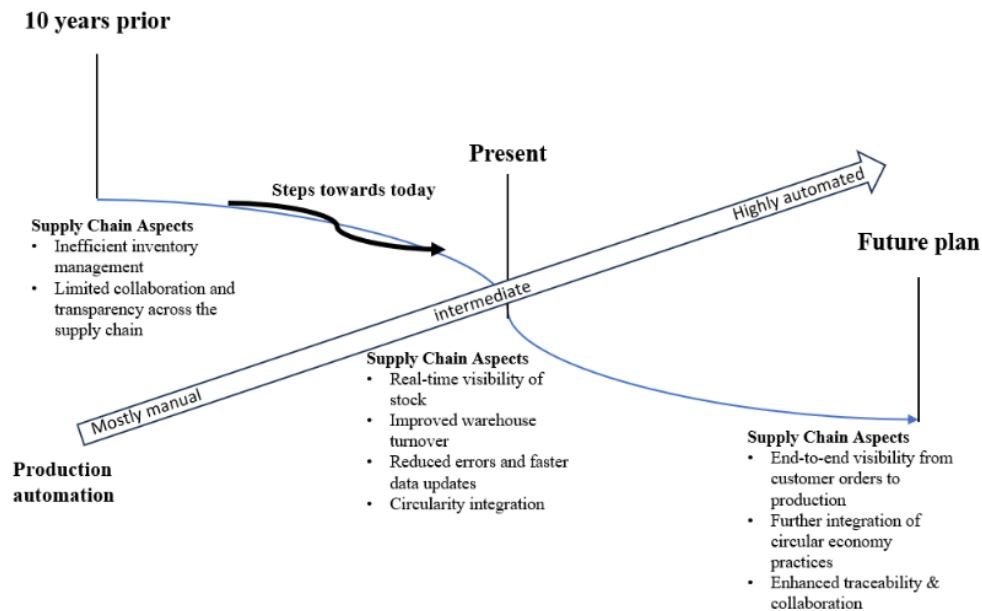 10 years prior
Present
Steps towards today
Highly automated
Future plan
Supply Chain Aspects
• Inefficient inventory
management
• Limited collaboration and
transparency across the
supply chain
intermediate
Mostly manual
Production
automation
Supply Chain Aspects
• Real-time visibility of
stock
• Improved warehouse
turnover
• Reduced errors and faster
data updates
• Circularity integration
Supply Chain Aspects
• End-to-end visibility from
customer orders to
production
• Further integration of
circular economy
practices
• Enhanced traceability &
collaboration